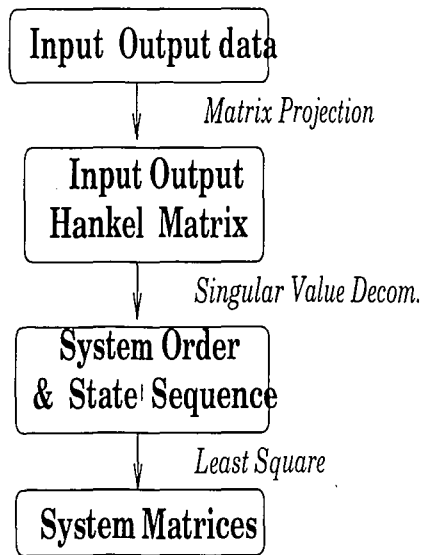 Input Output data
Matrix Projection
Input Output
Hankel Matrix
Singular Value Decom.
System Order
& State Sequence
Least Square
System Matrices